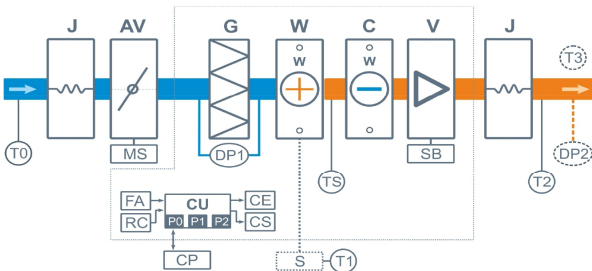 J AV G W C V J
W W
T3
T0 MS DP1 TS SB T2 DP2
FA CU CE
RC P0 P1 P2 CS
CP S T1